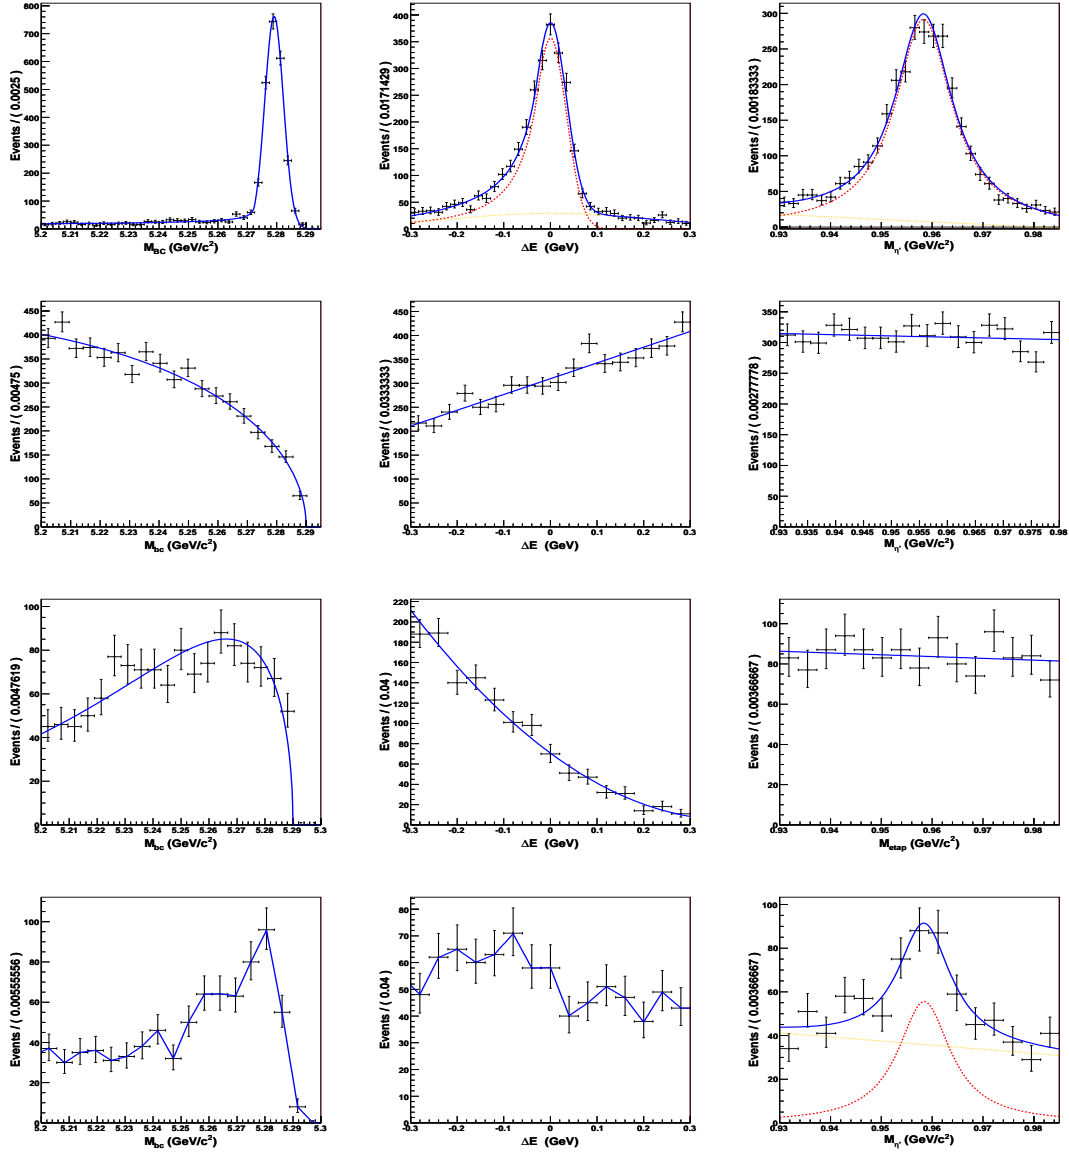 Events / ( 0.0025)
800
700
600
500
400
300
200
100
0
5.2 5.21 5.22 5.23 5.24 5.25 5.26 5.27 5.28 5.29
M_BC (GeV/c²)
Events / ( 0.0171429)
400
350
300
250
200
150
100
50
0
-0.3 -0.2 -0.1 0 0.1 0.2 0.3
ΔE (GeV)
Events / ( 0.00183333)
300
250
200
150
100
50
0
0.93 0.94 0.95 0.96 0.97 0.98
M_η' (GeV/c²)
Events / ( 0.00475)
450
400
350
300
250
200
150
100
50
0
5.2 5.21 5.22 5.23 5.24 5.25 5.26 5.27 5.28 5.29
M_bc (GeV/c²)
Events / ( 0.0333333)
450
400
350
300
250
200
150
100
50
0
-0.2 -0.1 0 0.1 0.2 0.3
ΔE (GeV)
Events / ( 0.00277778)
350
300
250
200
150
100
50
0
0.93 0.935 0.94 0.945 0.95 0.955 0.96 0.965 0.97 0.975 0.98
M_η' (GeV/c²)
Events / ( 0.0047619)
100
80
60
40
20
0
5.2 5.21 5.22 5.23 5.24 5.25 5.26 5.27 5.28 5.29 5.3
M_bc (GeV/c²)
Events / ( 0.04)
220
200
180
160
140
120
100
80
60
40
20
0
-0.2 -0.1 0 0.1 0.2 0.3
ΔE (GeV)
Events / ( 0.00366667)
100
80
60
40
20
0
0.93 0.94 0.95 0.96 0.97 0.98
M_etap (GeV/c²)
Events / ( 0.00555556)
100
80
60
40
20
0
5.2 5.21 5.22 5.23 5.24 5.25 5.26 5.27 5.28 5.29 5.3
M_bc (GeV/c²)
Events / ( 0.04)
80
70
60
50
40
30
20
10
0
-0.2 -0.1 0 0.1 0.2 0.3
ΔE (GeV)
Events / ( 0.00366667)
100
80
60
40
20
0
0.93 0.94 0.95 0.96 0.97 0.98
M_η' (GeV/c²)